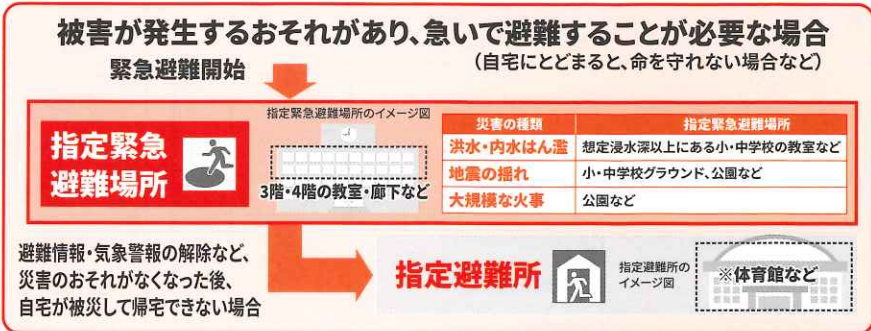 被害が発生するおそれがあり、急いで避難することが必要な場合
緊急避難開始
（自宅にとどまると、命を守れない場合など）
指定緊急
避難場所
指定緊急避難場所のイメージ図
3階・4階の教室・廊下など
災害の種類 指定緊急避難場所
洪水・内水はん濫 想定浸水深以上にある小・中学校の教室など
地震の揺れ 小・中学校グラウンド、公園など
大規模な火事 公園など
避難情報・気象警報の解除など、
災害のおそれがなくなった後、
自宅が被災して帰宅できない場合
指定避難所
指定避難所の
イメージ図
※体育館など